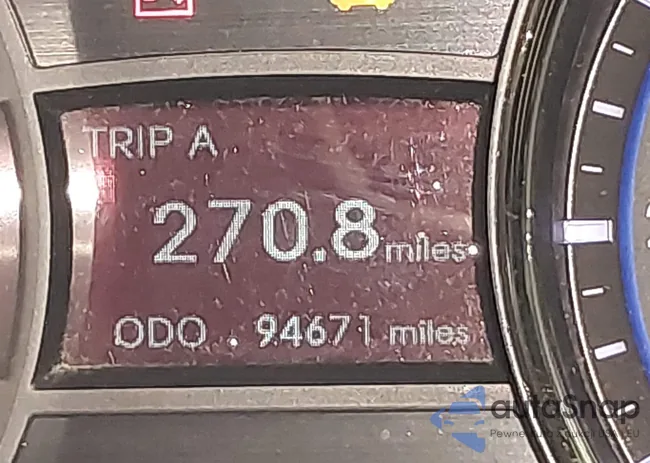 TRIP A
270.8 miles
ODO . 94671 miles
autoSnap